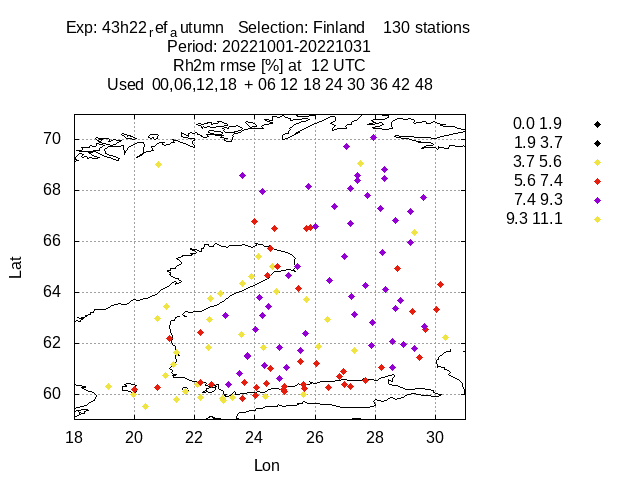 Exp: 43h22ref autumn   Selection: Finland    130 stations
Period: 20221001-20221031
Rh2m rmse [%] at  12 UTC
Used  00,06,12,18  + 06 12 18 24 30 36 42 48
0.0 1.9
1.9 3.7
3.7 5.6
5.6 7.4
7.4 9.3
9.3 11.1
70
68
66
64
62
60
Lat
18 20 22 24 26 28 30
Lon